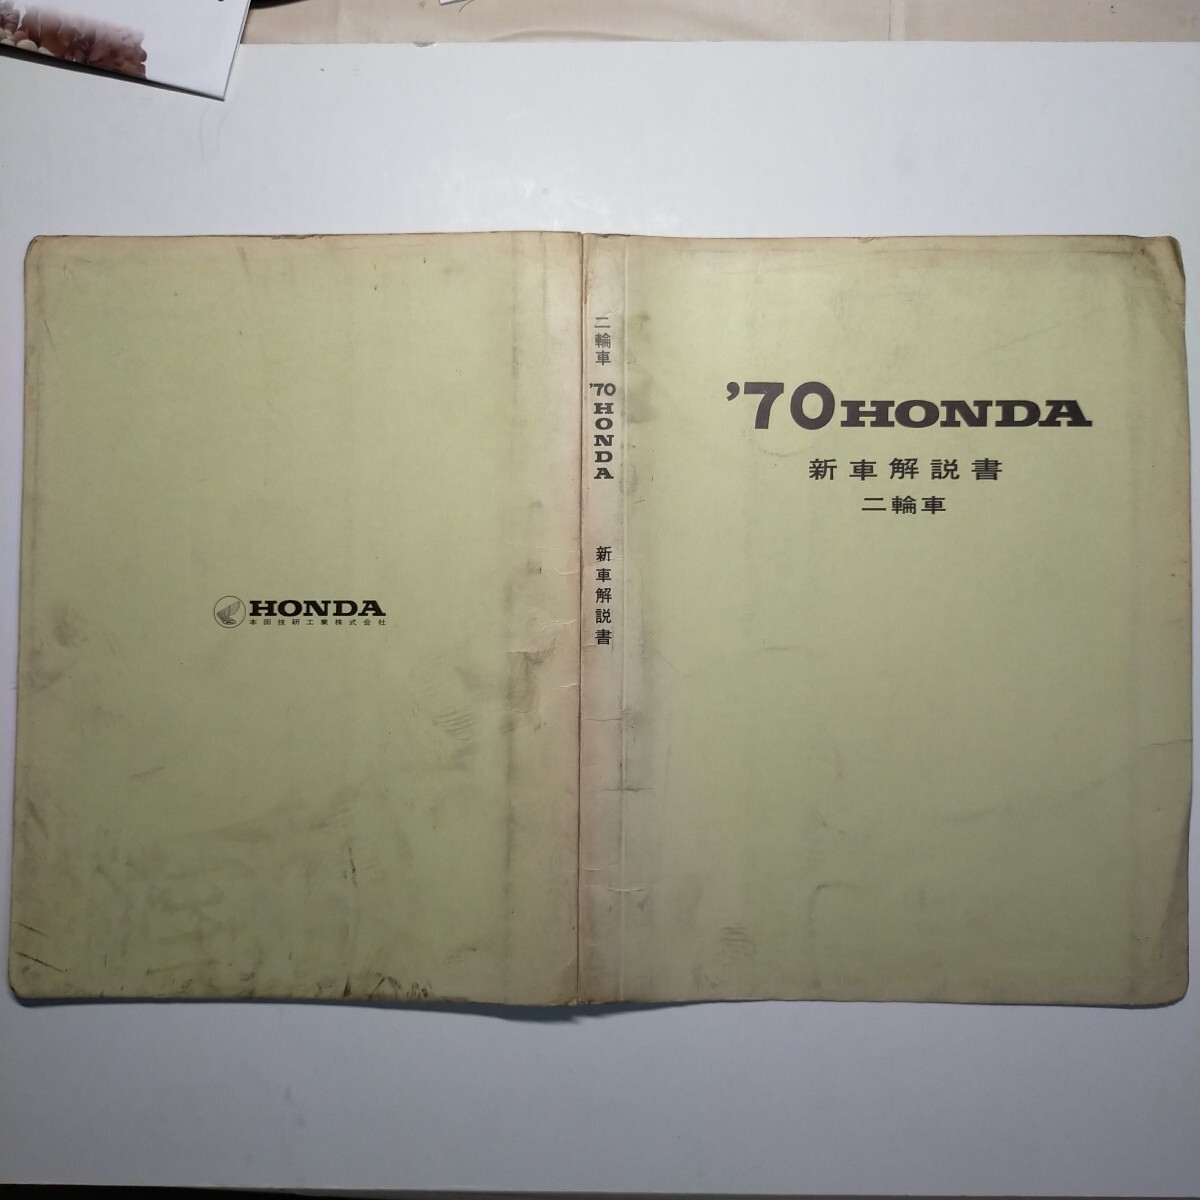 '70 HONDA
新車解説書
二輪車
二輪車 '70 HONDA 新車解説書
HONDA
本田技研工業株式会社